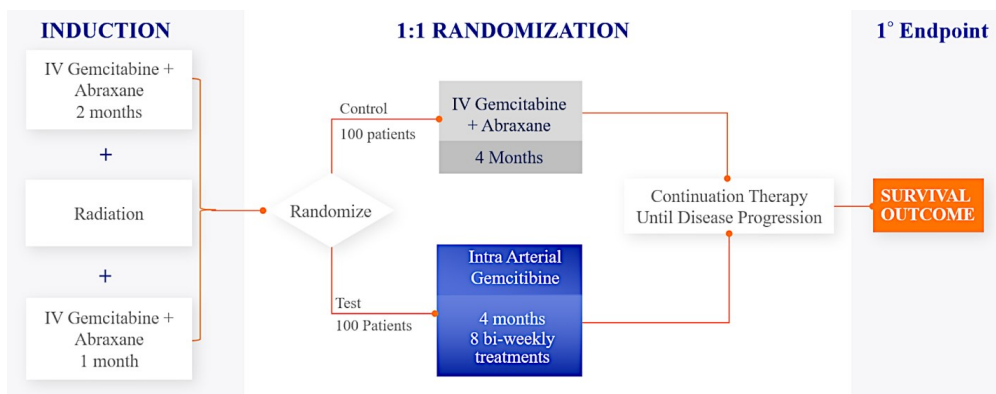 INDUCTION
IV Gemcitabine +
Abraxane
2 months
+
Radiation
+
IV Gemcitabine +
Abraxane
1 month
1:1 RANDOMIZATION
Randomize
Control
100 patients
IV Gemcitabine
+ Abraxane
4 Months
Test
100 Patients
Intra Arterial
Gemcitibine
4 months
8 bi-weekly
treatments
Continuation Therapy
Until Disease Progression
1° Endpoint
SURVIVAL
OUTCOME